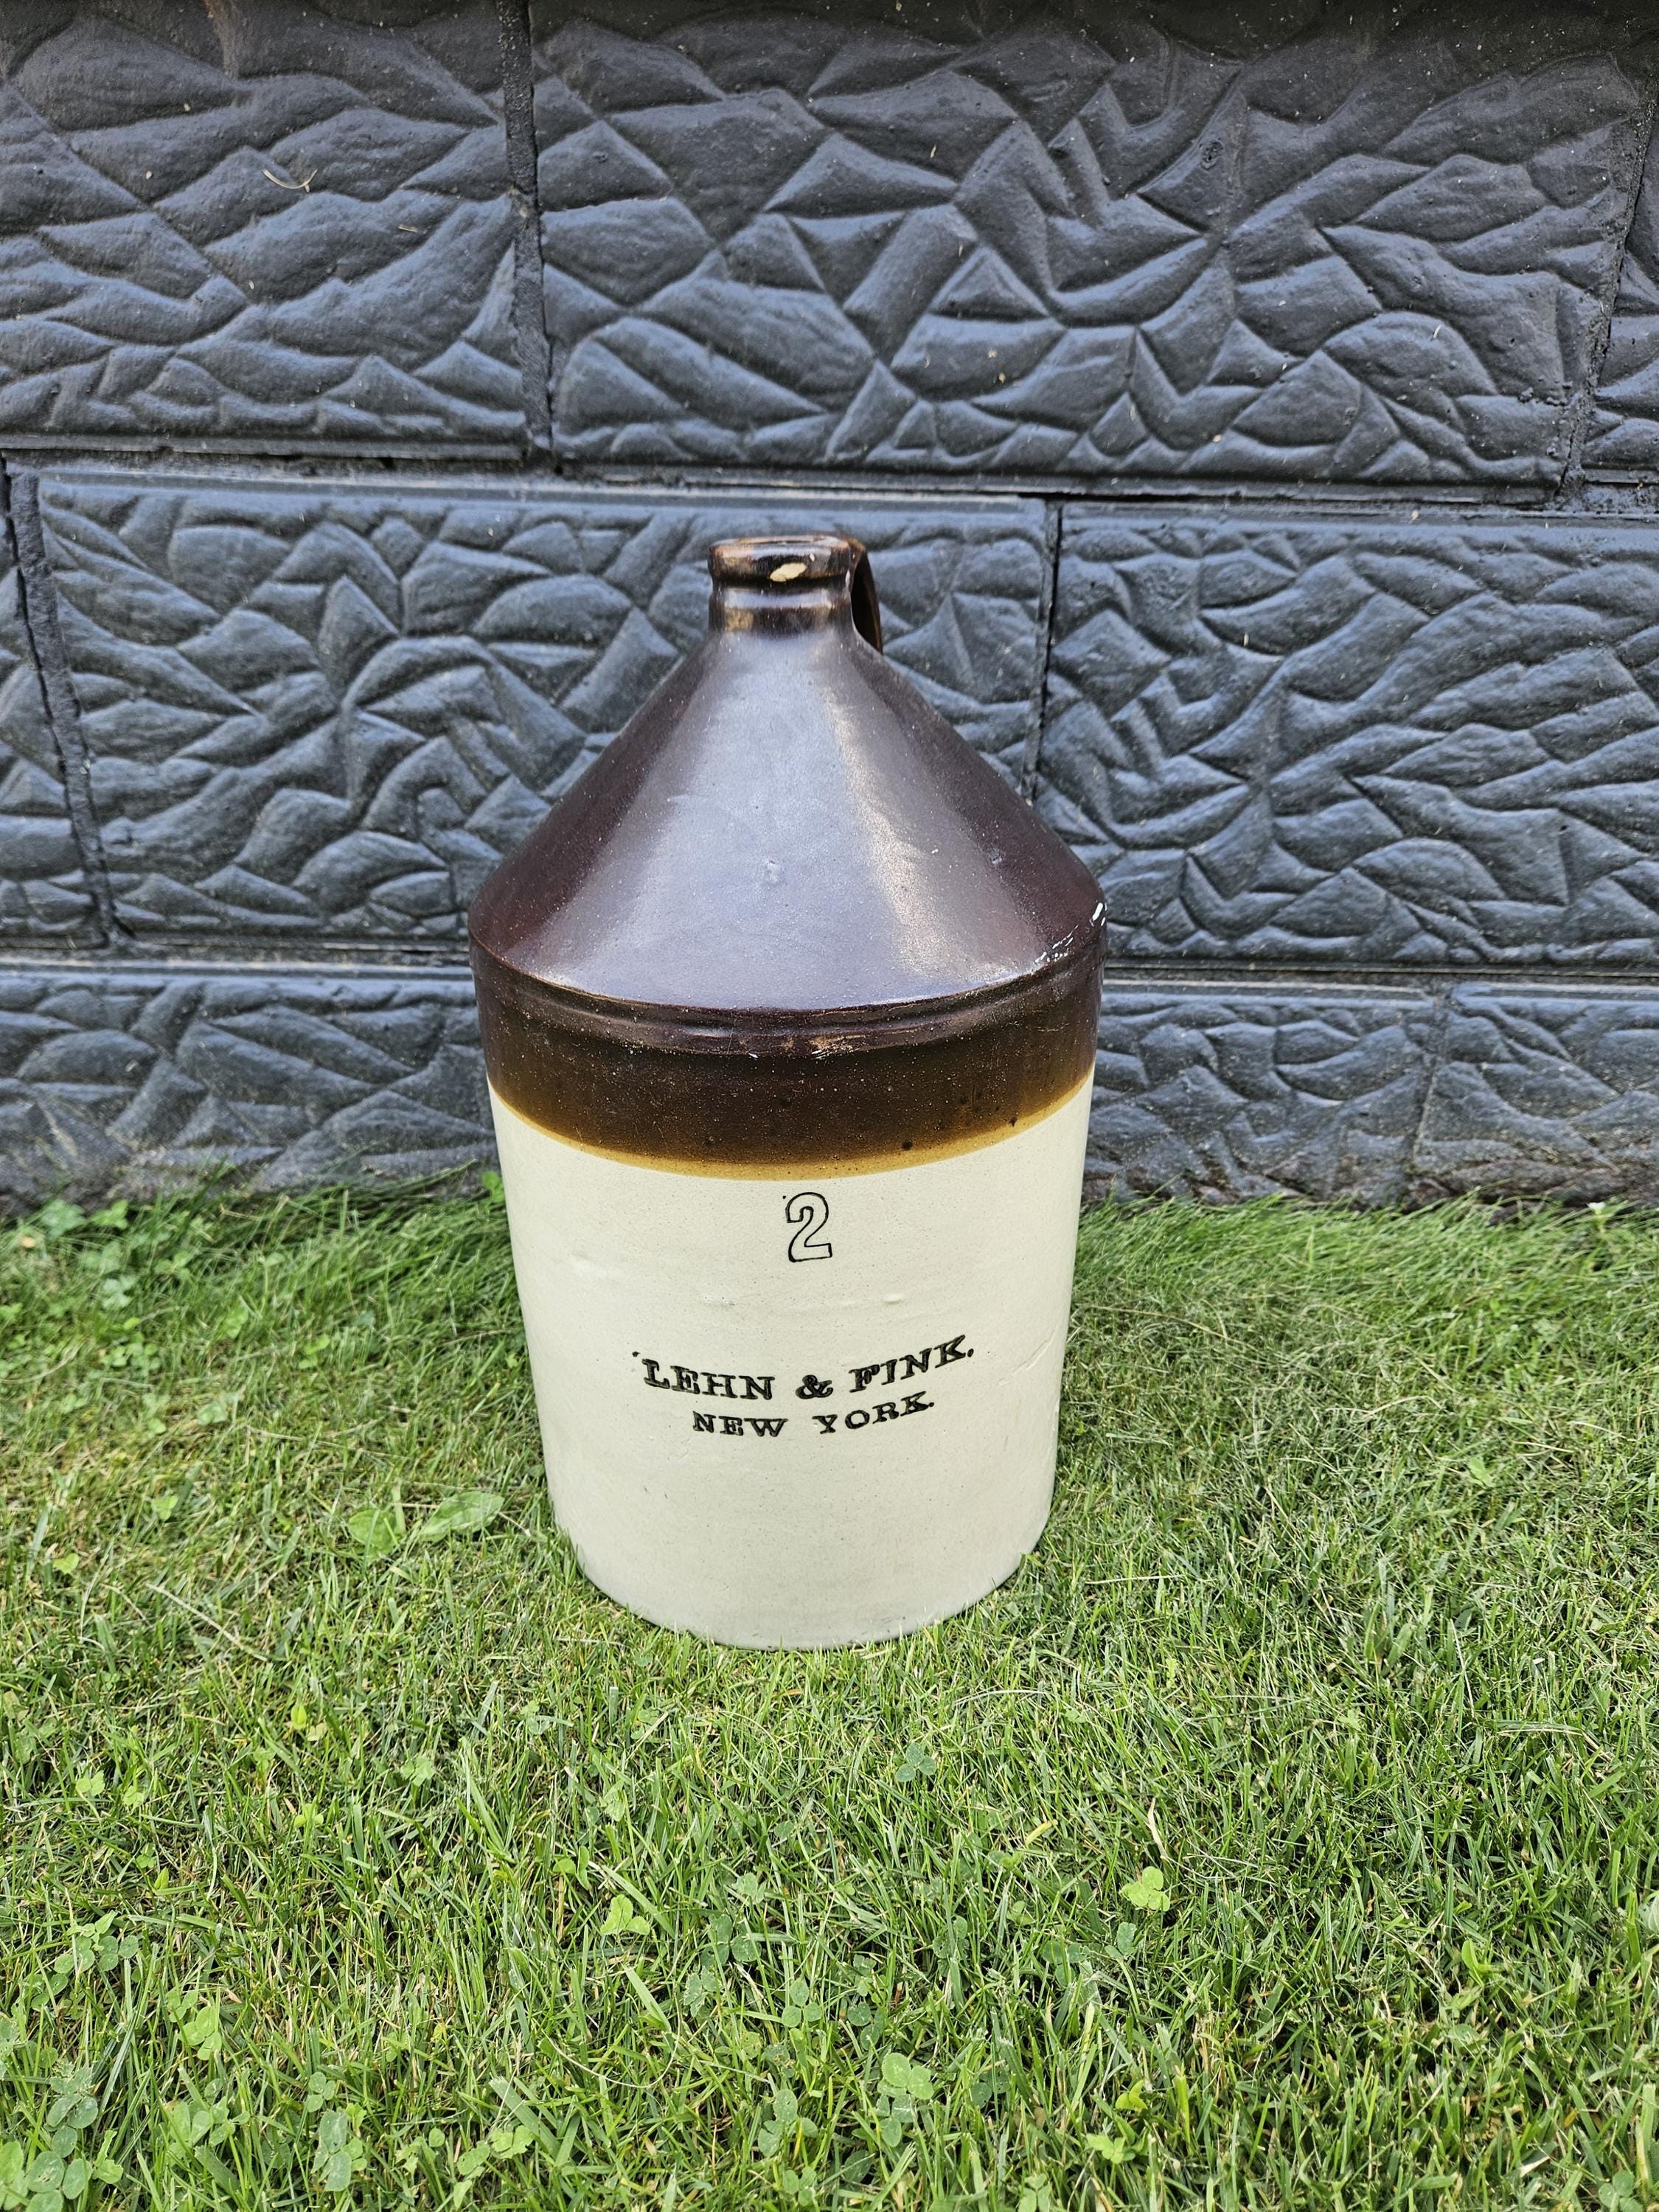 2
LEHN & FINK.
NEW YORK.